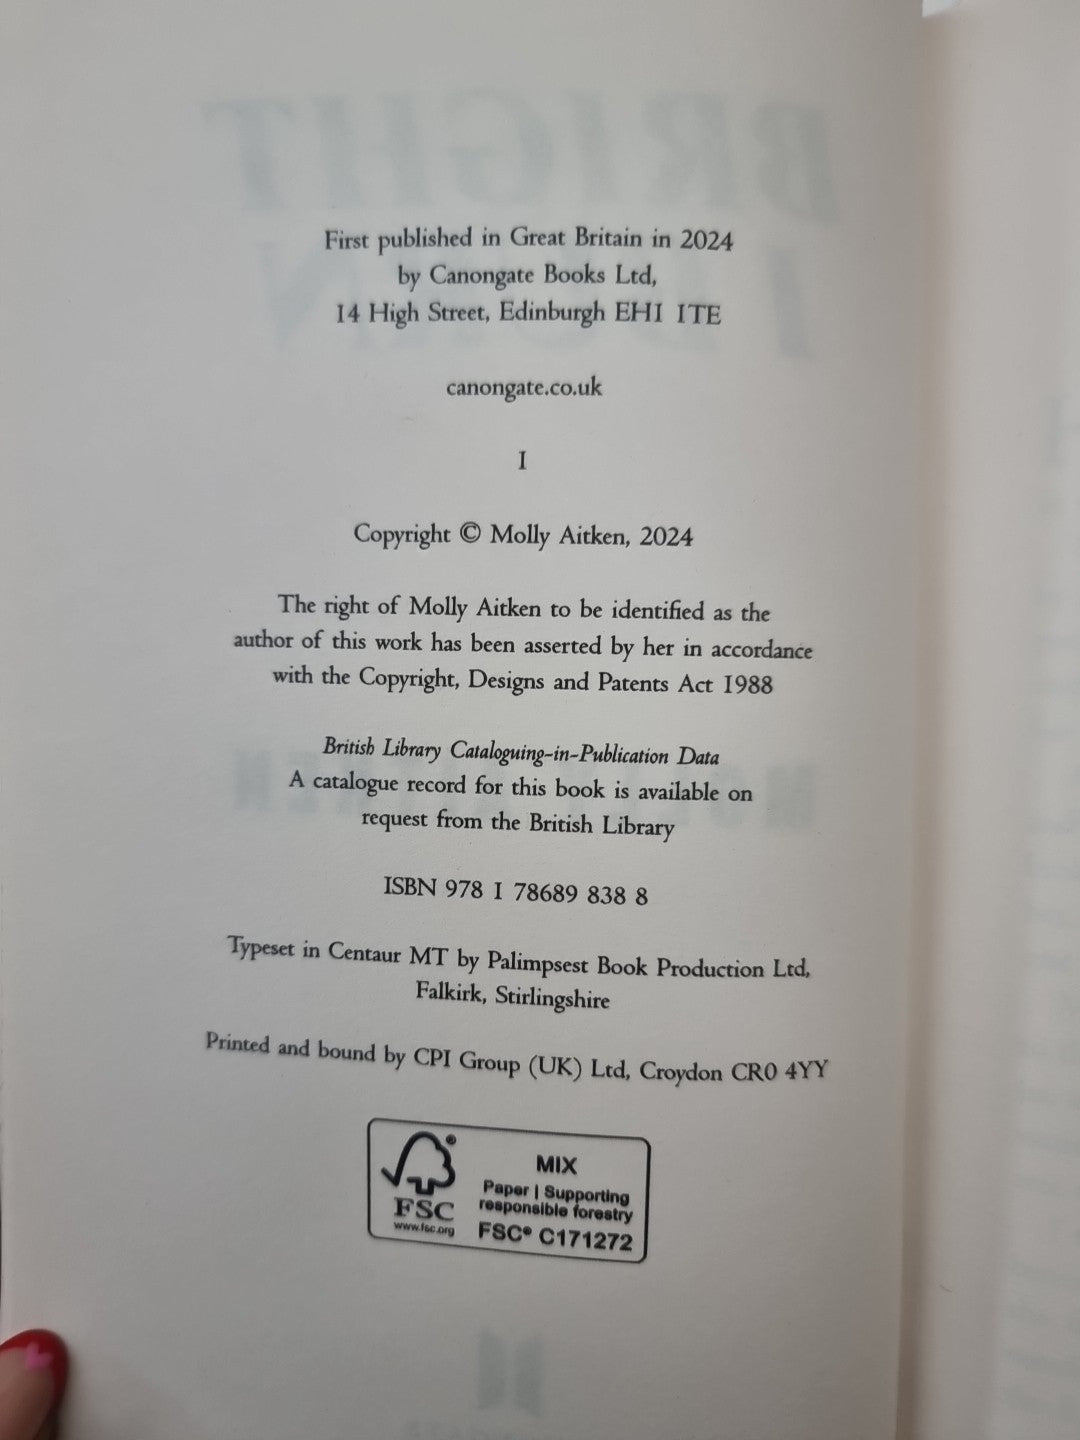 First published in Great Britain in 2024
by Canongate Books Ltd,
14 High Street, Edinburgh EH1 1TE
canongate.co.uk
1
Copyright © Molly Aitken, 2024
The right of Molly Aitken to be identified as the
author of this work has been asserted by her in accordance
with the Copyright, Designs and Patents Act 1988
British Library Cataloguing-in-Publication Data
A catalogue record for this book is available on
request from the British Library
ISBN 978 1 78689 838 8
Typeset in Centaur MT by Palimpsest Book Production Ltd,
Falkirk, Stirlingshire
Printed and bound by CPI Group (UK) Ltd, Croydon CR0 4YY
FSC
www.fsc.org
MIX
Paper | Supporting
responsible forestry
FSC® C171272